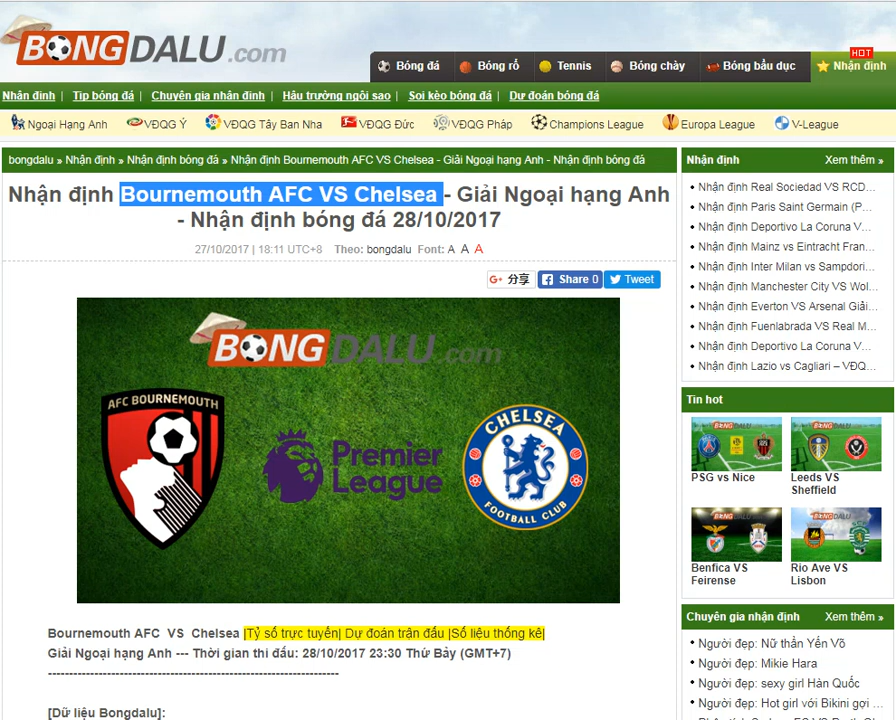 BONGDALU.com
Bóng đá
Bóng rổ
Tennis
Bóng chày
Bóng bầu dục
HOT
Nhận định
Nhận định | Tip bóng đá | Chuyên gia nhận định | Hậu trường ngôi sao | Soi kèo bóng đá | Dự đoán bóng đá
Ngoại Hạng Anh
VĐQG Ý
VĐQG Tây Ban Nha
VĐQG Đức
VĐQG Pháp
Champions League
Europa League
V-League
bongdalu » Nhận định » Nhận định bóng đá » Nhận định Bournemouth AFC VS Chelsea - Giải Ngoại hạng Anh - Nhận định bóng đá
Nhận định Bournemouth AFC VS Chelsea - Giải Ngoại hạng Anh
- Nhận định bóng đá 28/10/2017
27/10/2017 | 18:11 UTC+8 Theo: bongdalu Font: A A A
G+ 分享
Share 0
Tweet
BONGDALU.com
AFC BOURNEMOUTH
Premier
League
CHELSEA
FOOTBALL CLUB
Bournemouth AFC VS Chelsea |Tỷ số trực tuyến| Dự đoán trận đấu |Số liệu thống kê|
Giải Ngoại hạng Anh --- Thời gian thi đấu: 28/10/2017 23:30 Thứ Bảy (GMT+7)
------------------------------------------------------------------------
[Dữ liệu Bongdalu]:
Nhận định
Xem thêm »
Nhận định Real Sociedad VS RCD...
Nhận định Paris Saint Germain (P...
Nhận định Deportivo La Coruna V...
Nhận định Mainz vs Eintracht Fran...
Nhận định Inter Milan vs Sampdori...
Nhận định Manchester City VS Wol...
Nhận định Everton VS Arsenal Giải...
Nhận định Fuenlabrada VS Real M...
Nhận định Deportivo La Coruna V...
Nhận định Lazio vs Cagliari – VĐQ...
Tin hot
PSG vs Nice
Leeds VS
Sheffield
Benfica VS
Feirense
Rio Ave VS
Lisbon
Chuyên gia nhận định
Xem thêm »
Người đẹp: Nữ thần Yến Võ
Người đẹp: Mikie Hara
Người đẹp: sexy girl Hàn Quốc
Người đẹp: Hot girl với Bikini gợi ...